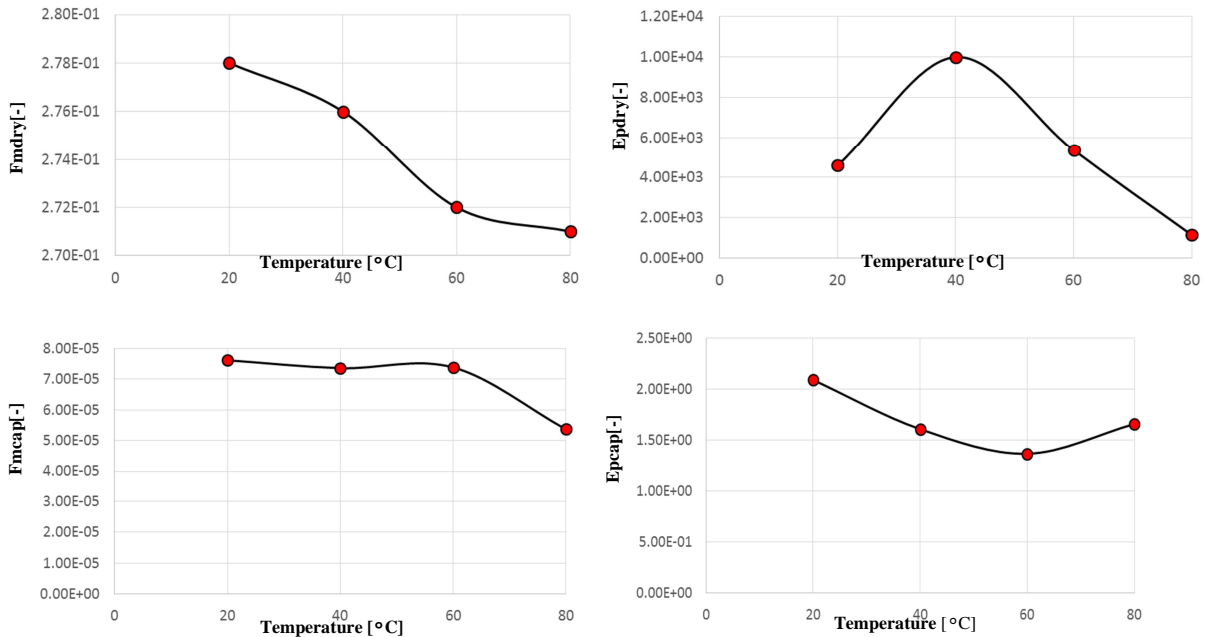 2.80E-01
2.78E-01
2.76E-01
2.74E-01
2.72E-01
2.70E-01
Fmdry[-]
0 20 40 60 80
Temperature [°C]
1.20E+04
1.00E+04
8.00E+03
6.00E+03
4.00E+03
2.00E+03
0.00E+00
Epdry[-]
0 20 40 60 80
Temperature [°C]
8.00E-05
7.00E-05
6.00E-05
5.00E-05
4.00E-05
3.00E-05
2.00E-05
1.00E-05
0.00E+00
Fmcap[-]
0 20 40 60 80
Temperature [°C]
2.50E+00
2.00E+00
1.50E+00
1.00E+00
5.00E-01
0.00E+00
Epcap[-]
0 20 40 60 80
Temperature [°C]